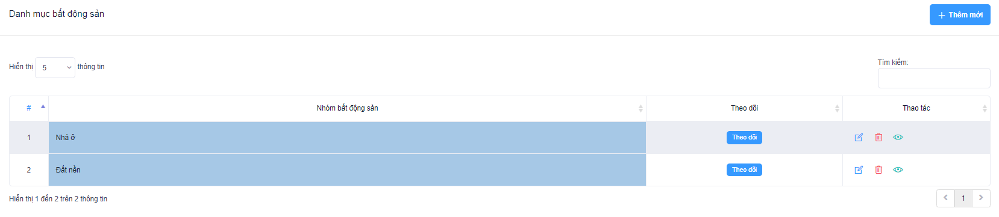 Danh mục bất động sản
+ Thêm mới
Hiển thị 5 thông tin
Tìm kiếm:
# Nhóm bất động sản Theo dõi Thao tác
1 Nhà ở Theo dõi
2 Đất nền Theo dõi
Hiển thị 1 đến 2 trên 2 thông tin
1